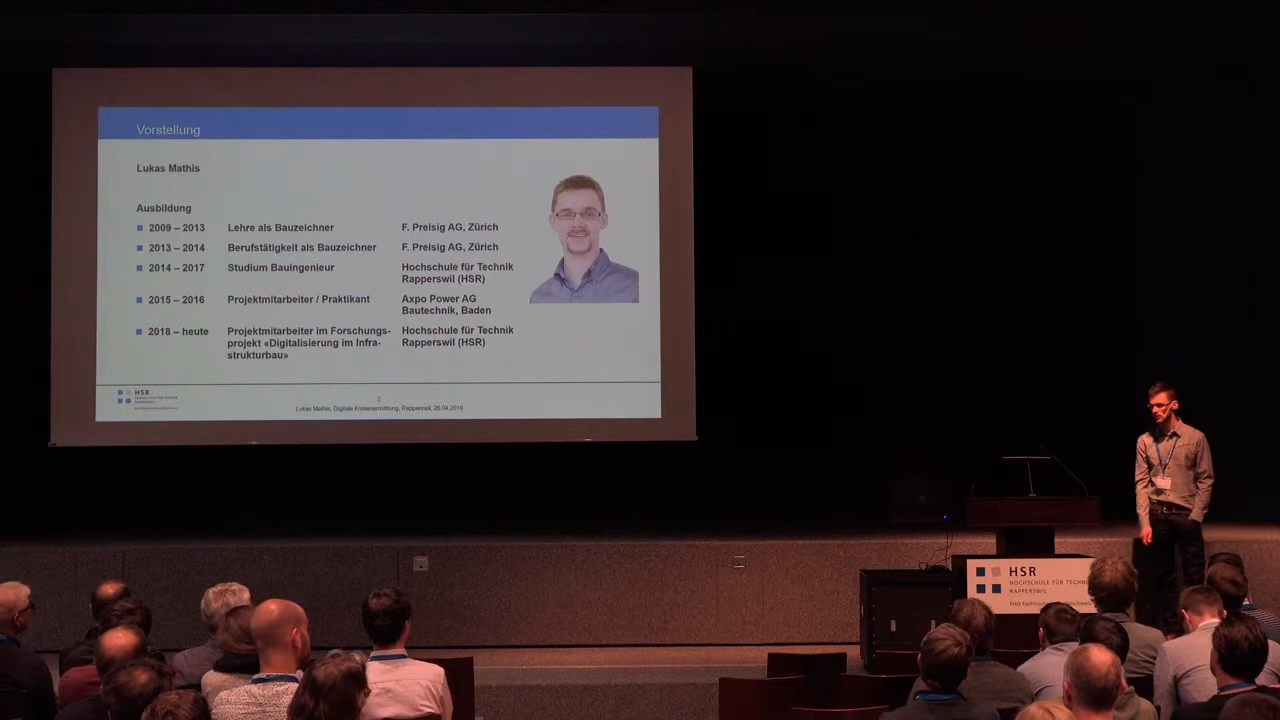 Vorstellung
Lukas Mathis
Ausbildung
2009 – 2013 Lehre als Bauzeichner F. Preisig AG, Zürich
2013 – 2014 Berufstätigkeit als Bauzeichner F. Preisig AG, Zürich
2014 – 2017 Studium Bauingenieur Hochschule für Technik
Rapperswil (HSR)
2015 – 2016 Projektmitarbeiter / Praktikant Axpo Power AG
Bautechnik, Baden
2018 – heute Projektmitarbeiter im Forschungs- Hochschule für Technik
projekt «Digitalisierung im Infra- Rapperswil (HSR)
strukturbau»
HSR
2
Lukas Mathis, Digitale Kostenermittlung, Rapperswil, 26.04.2019
HSR
HOCHSCHULE FÜR TECHN
RAPPERSWIL